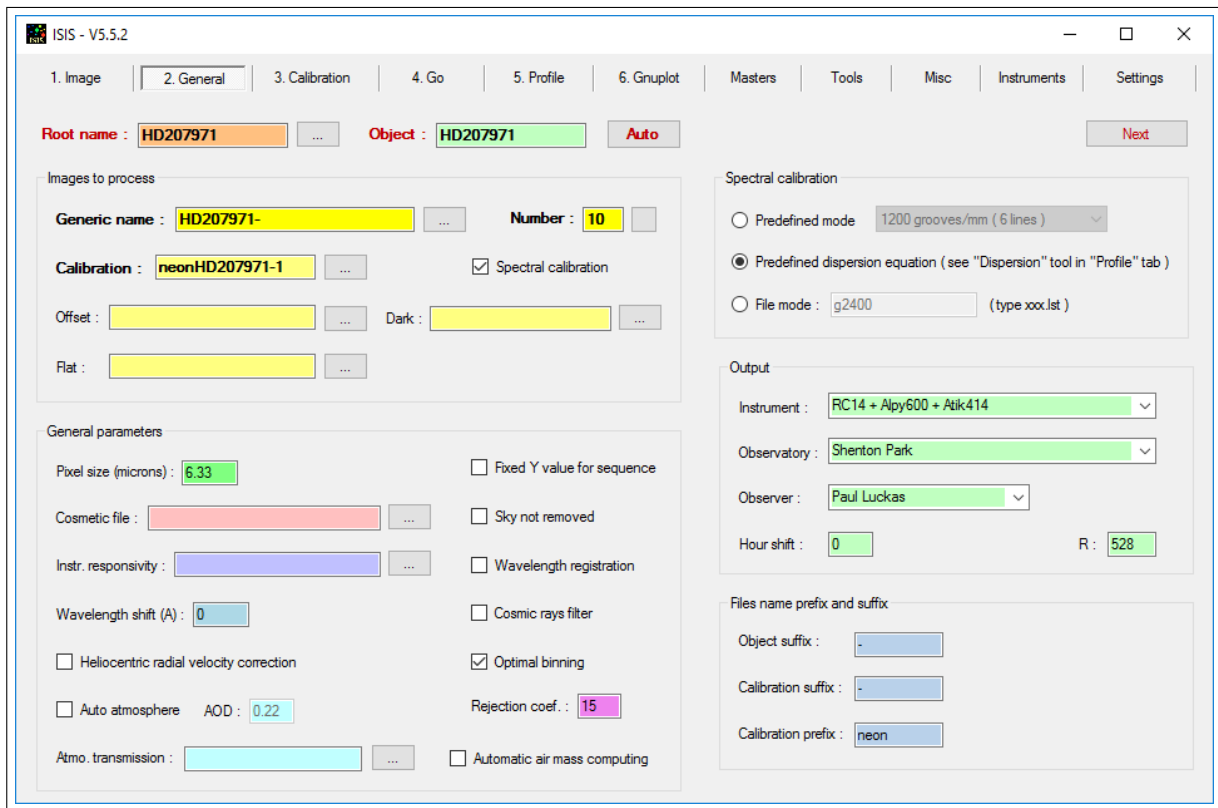 ISIS - V5.5.2
1. Image 2. General 3. Calibration 4. Go 5. Profile 6. Gnuplot Masters Tools Misc Instruments Settings
Root name : HD207971 ... Object : HD207971 Auto Next
Images to process
Generic name : HD207971- ... Number : 10
Calibration : neonHD207971-1 ... Spectral calibration
Offset : ... Dark : ...
Flat : ...
General parameters
Pixel size (microns) : 6.33 Fixed Y value for sequence
Cosmetic file : ... Sky not removed
Instr. responsivity : ... Wavelength registration
Wavelength shift (A) : 0 Cosmic rays filter
Heliocentric radial velocity correction Optimal binning
Auto atmosphere AOD : 0.22 Rejection coef. : 15
Atmo. transmission : ... Automatic air mass computing
Spectral calibration
Predefined mode 1200 grooves/mm ( 6 lines )
Predefined dispersion equation ( see "Dispersion" tool in "Profile" tab )
File mode : g2400 (type xxx.lst )
Output
Instrument : RC14 + Alpy600 + Atik414
Observatory : Shenton Park
Observer : Paul Luckas
Hour shift : 0 R : 528
Files name prefix and suffix
Object suffix : -
Calibration suffix : -
Calibration prefix : neon